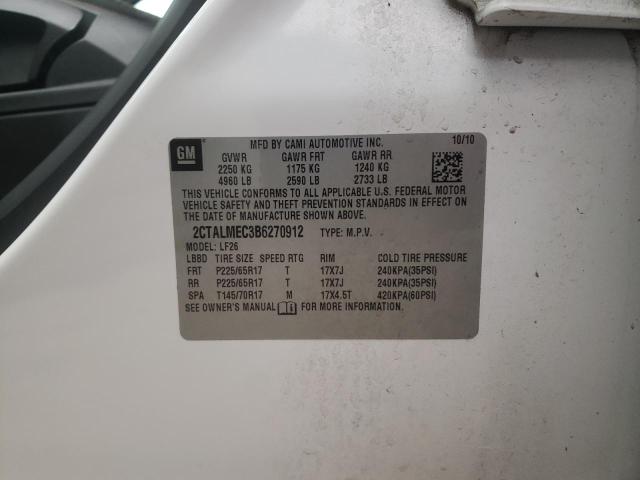 GM
MFD BY CAMI AUTOMOTIVE INC. 10/10
GVWR GAWR FRT GAWR RR
2250 KG 1175 KG 1240 KG
4960 LB 2590 LB 2733 LB
THIS VEHICLE CONFORMS TO ALL APPLICABLE U.S. FEDERAL MOTOR
VEHICLE SAFETY AND THEFT PREVENTION STANDARDS IN EFFECT ON
THE DATE OF MANUFACTURE SHOWN ABOVE.
2CTALMEC3B6270912 TYPE: M.P.V.
MODEL: LF26
LBBD TIRE SIZE SPEED RTG RIM COLD TIRE PRESSURE
FRT P225/65R17 T 17X7J 240KPA(35PSI)
RR P225/65R17 T 17X7J 240KPA(35PSI)
SPA T145/70R17 M 17X4.5T 420KPA(60PSI)
SEE OWNER'S MANUAL FOR MORE INFORMATION.